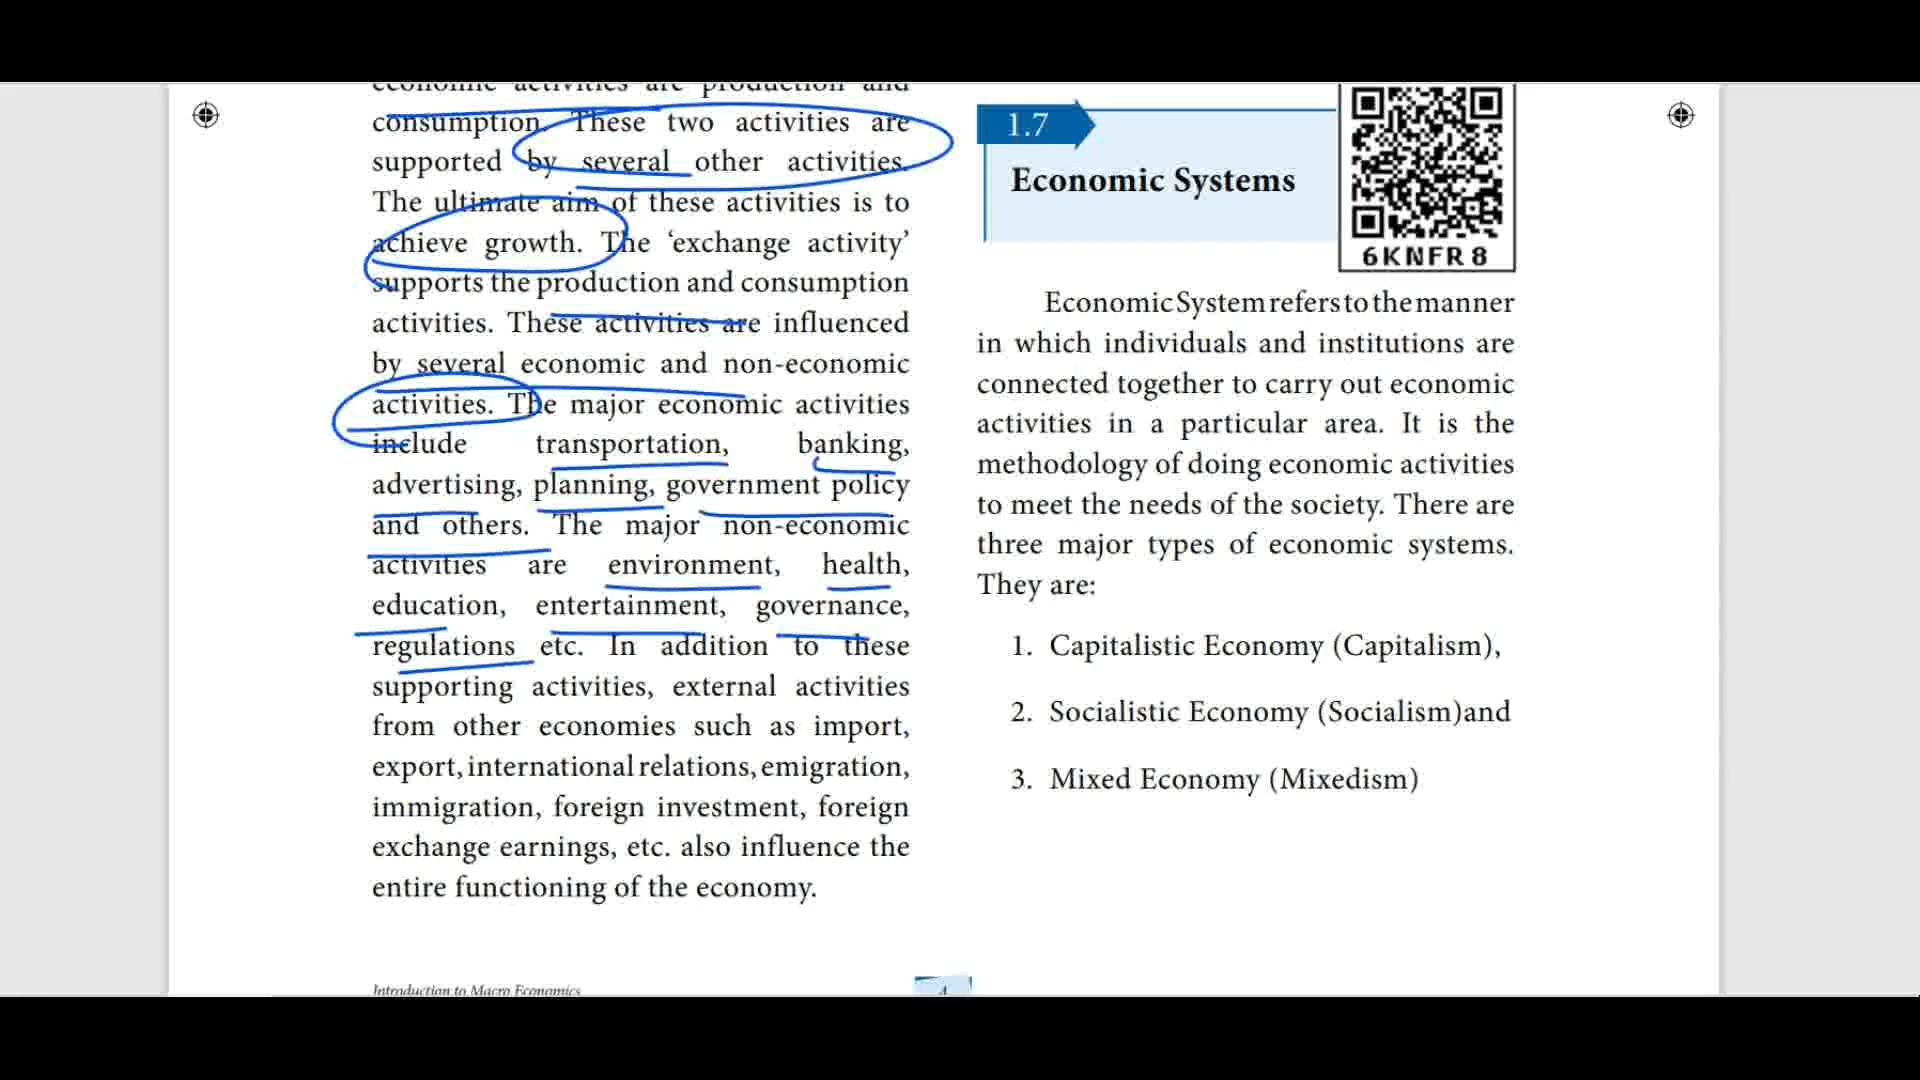 economic activities are production and
consumption. These two activities are
supported by several other activities.
The ultimate aim of these activities is to
achieve growth. The ‘exchange activity’
supports the production and consumption
activities. These activities are influenced
by several economic and non-economic
activities. The major economic activities
include transportation, banking,
advertising, planning, government policy
and others. The major non-economic
activities are environment, health,
education, entertainment, governance,
regulations etc. In addition to these
supporting activities, external activities
from other economies such as import,
export, international relations, emigration,
immigration, foreign investment, foreign
exchange earnings, etc. also influence the
entire functioning of the economy.
1.7
Economic Systems
6KNFR8
Economic System refers to the manner
in which individuals and institutions are
connected together to carry out economic
activities in a particular area. It is the
methodology of doing economic activities
to meet the needs of the society. There are
three major types of economic systems.
They are:
1. Capitalistic Economy (Capitalism),
2. Socialistic Economy (Socialism)and
3. Mixed Economy (Mixedism)
Introduction to Macro Economics
4